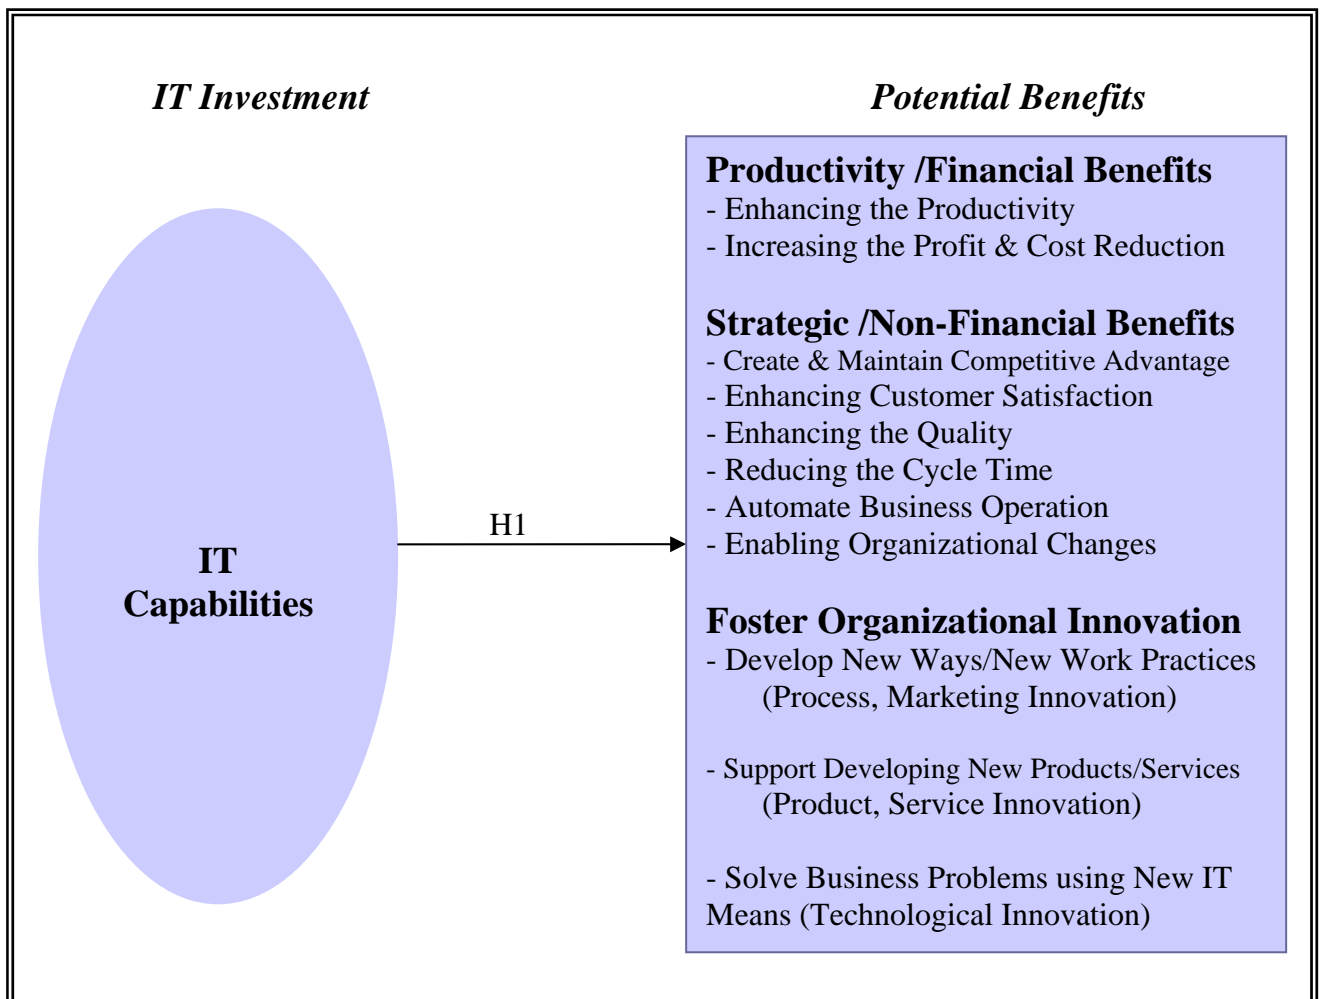 IT Investment
Potential Benefits
Productivity /Financial Benefits
- Enhancing the Productivity
- Increasing the Profit & Cost Reduction
Strategic /Non-Financial Benefits
- Create & Maintain Competitive Advantage
- Enhancing Customer Satisfaction
- Enhancing the Quality
- Reducing the Cycle Time
- Automate Business Operation
- Enabling Organizational Changes
Foster Organizational Innovation
- Develop New Ways/New Work Practices
(Process, Marketing Innovation)
- Support Developing New Products/Services
(Product, Service Innovation)
- Solve Business Problems using New IT
Means (Technological Innovation)
H1
IT
Capabilities